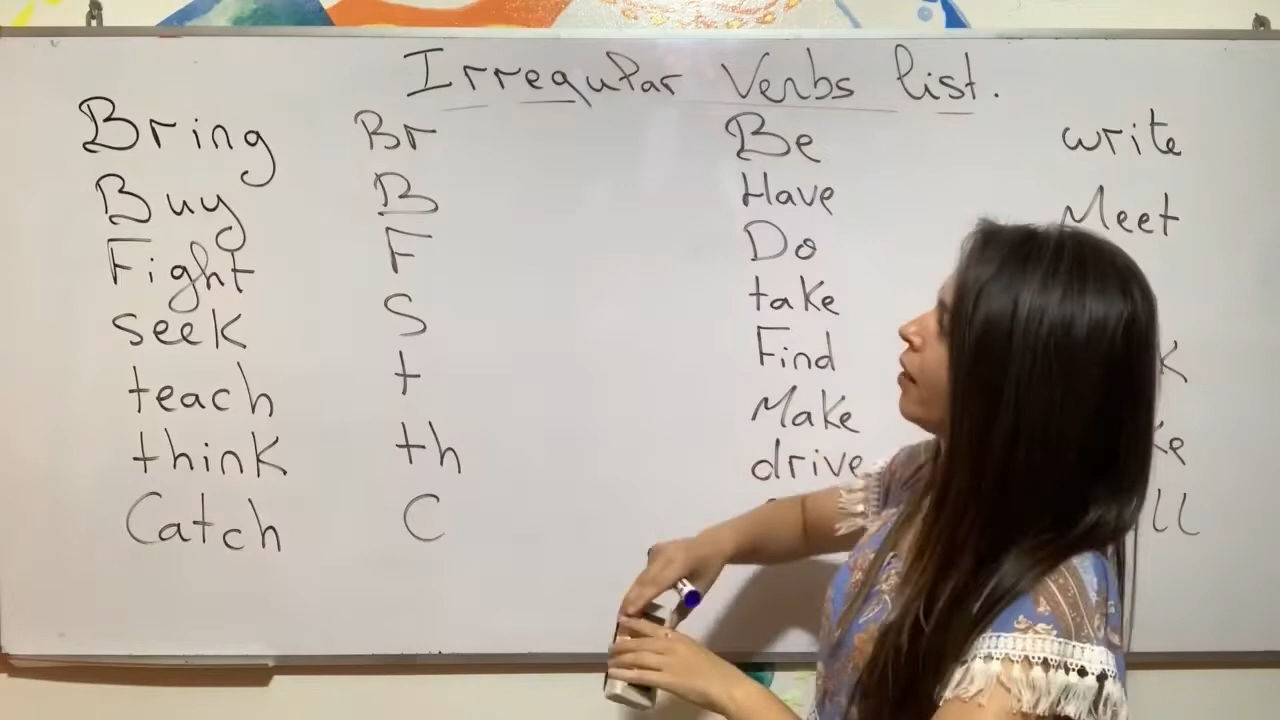 Irregular Verbs list.
Bring Br Be write
Buy B Have Meet
Fight F Do
seek S take
teach t Find
think th Make
Catch C drive